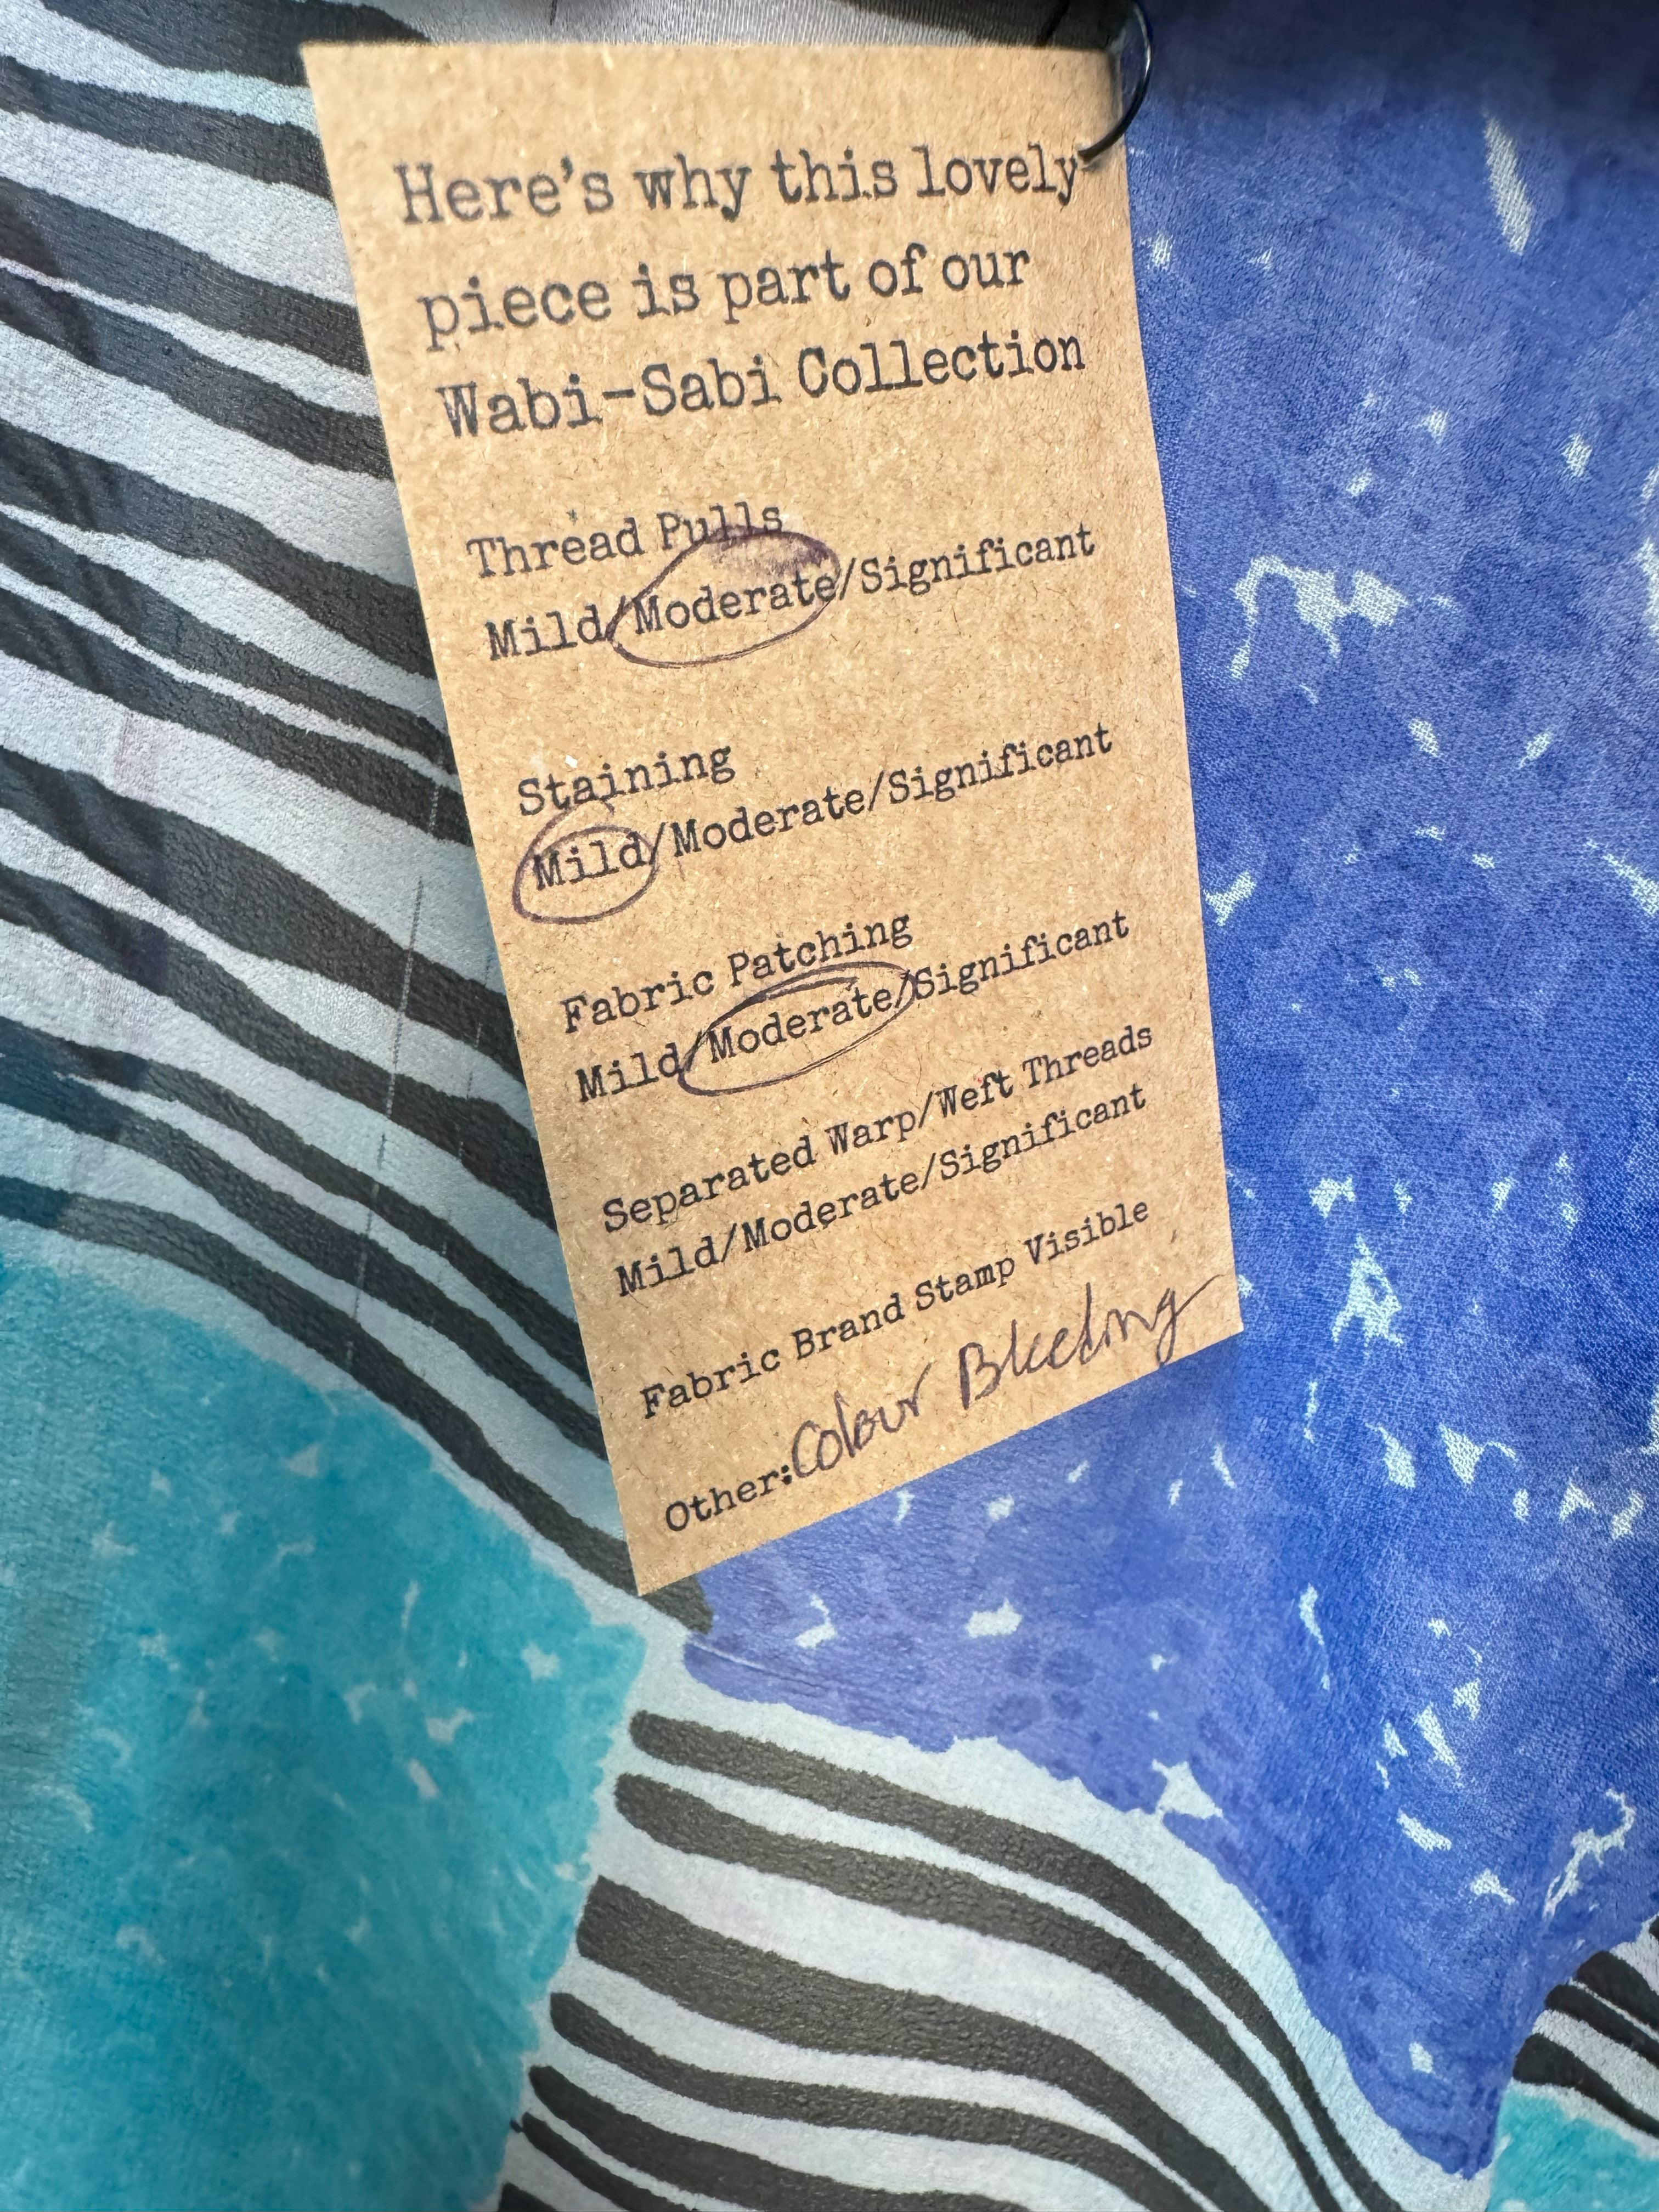 Here's why this lovely
piece is part of our
Wabi-Sabi Collection
Thread Pulls
Mild/Moderate/Significant
Staining
Mild/Moderate/Significant
Fabric Patching
Mild/Moderate/Significant
Separated Warp/Weft Threads
Mild/Moderate/Significant
Fabric Brand Stamp Visible
Other: Colour Bleeding